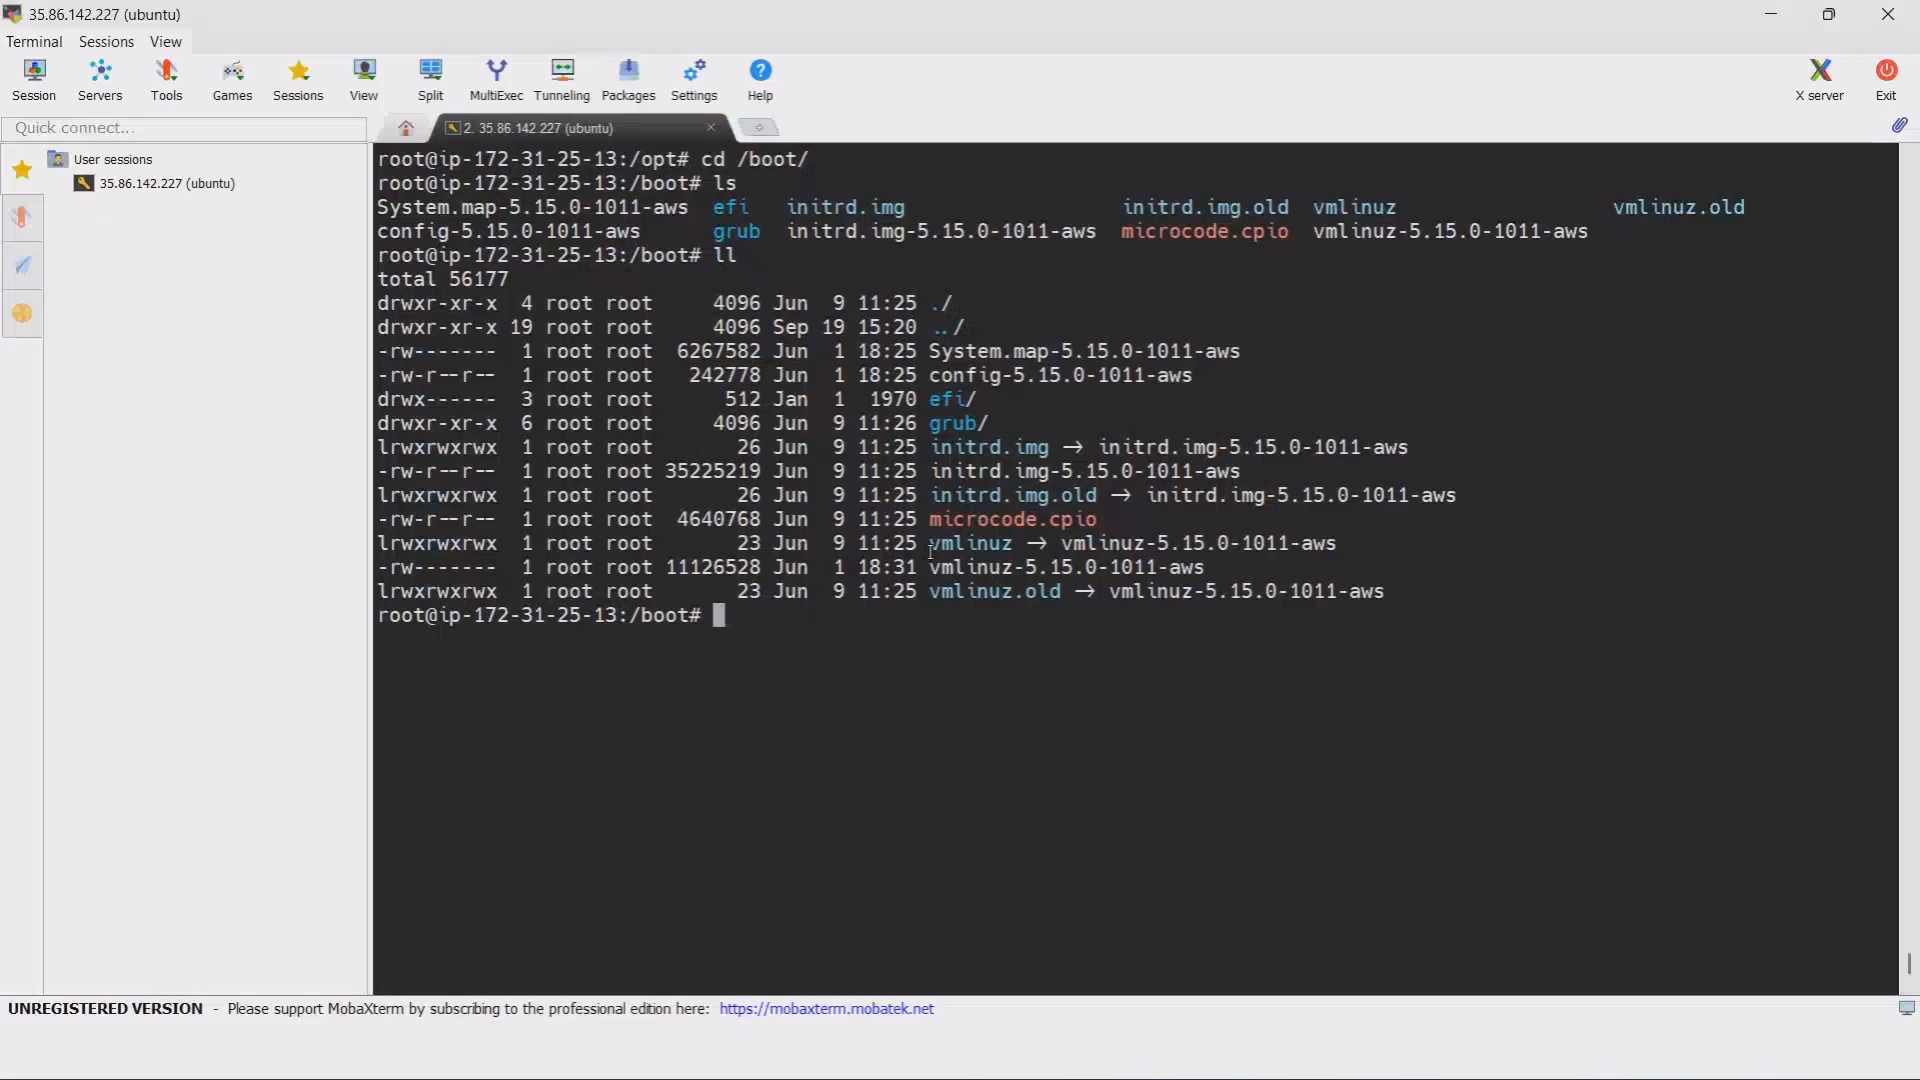 35.86.142.227 (ubuntu)
Terminal Sessions View
Session Servers Tools Games Sessions View Split MultiExec Tunneling Packages Settings Help X server Exit
Quick connect...
2. 35.86.142.227 (ubuntu)
User sessions
35.86.142.227 (ubuntu)
root@ip-172-31-25-13:/opt# cd /boot/
root@ip-172-31-25-13:/boot# ls
System.map-5.15.0-1011-aws efi initrd.img initrd.img.old vmlinuz vmlinuz.old
config-5.15.0-1011-aws grub initrd.img-5.15.0-1011-aws microcode.cpio vmlinuz-5.15.0-1011-aws
root@ip-172-31-25-13:/boot# ll
total 56177
drwxr-xr-x 4 root root 4096 Jun 9 11:25 ./
drwxr-xr-x 19 root root 4096 Sep 19 15:20 ../
-rw------- 1 root root 6267582 Jun 1 18:25 System.map-5.15.0-1011-aws
-rw-r--r-- 1 root root 242778 Jun 1 18:25 config-5.15.0-1011-aws
drwx------ 3 root root 512 Jan 1 1970 efi/
drwxr-xr-x 6 root root 4096 Jun 9 11:26 grub/
lrwxrwxrwx 1 root root 26 Jun 9 11:25 initrd.img -> initrd.img-5.15.0-1011-aws
-rw-r--r-- 1 root root 35225219 Jun 9 11:25 initrd.img-5.15.0-1011-aws
lrwxrwxrwx 1 root root 26 Jun 9 11:25 initrd.img.old -> initrd.img-5.15.0-1011-aws
-rw-r--r-- 1 root root 4640768 Jun 9 11:25 microcode.cpio
lrwxrwxrwx 1 root root 23 Jun 9 11:25 vmlinuz -> vmlinuz-5.15.0-1011-aws
-rw------- 1 root root 11126528 Jun 1 18:31 vmlinuz-5.15.0-1011-aws
lrwxrwxrwx 1 root root 23 Jun 9 11:25 vmlinuz.old -> vmlinuz-5.15.0-1011-aws
root@ip-172-31-25-13:/boot#
UNREGISTERED VERSION - Please support MobaXterm by subscribing to the professional edition here: https://mobaxterm.mobatek.net